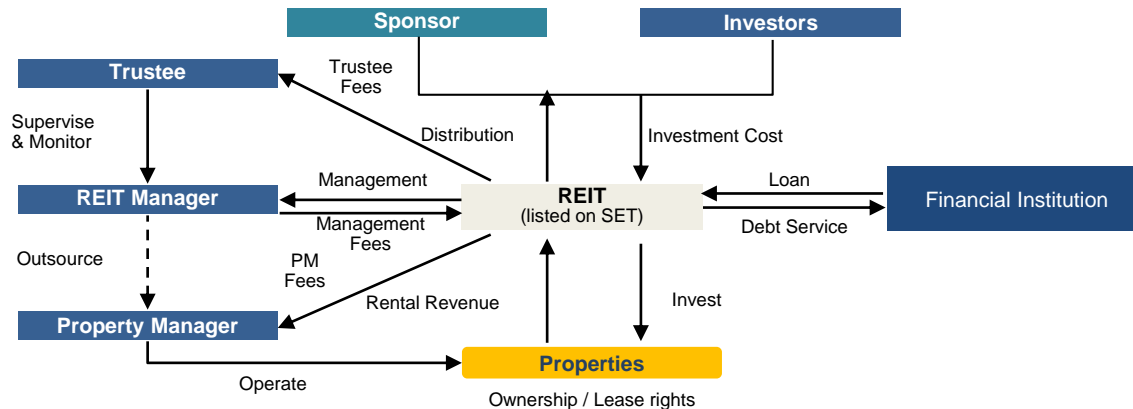 Sponsor
Investors
Trustee
Trustee
Fees
Supervise
& Monitor
Distribution
Investment Cost
REIT Manager
Management
REIT
(listed on SET)
Loan
Financial Institution
Management
Fees
Debt Service
Outsource
PM
Fees
Rental Revenue
Invest
Property Manager
Properties
Operate
Ownership / Lease rights